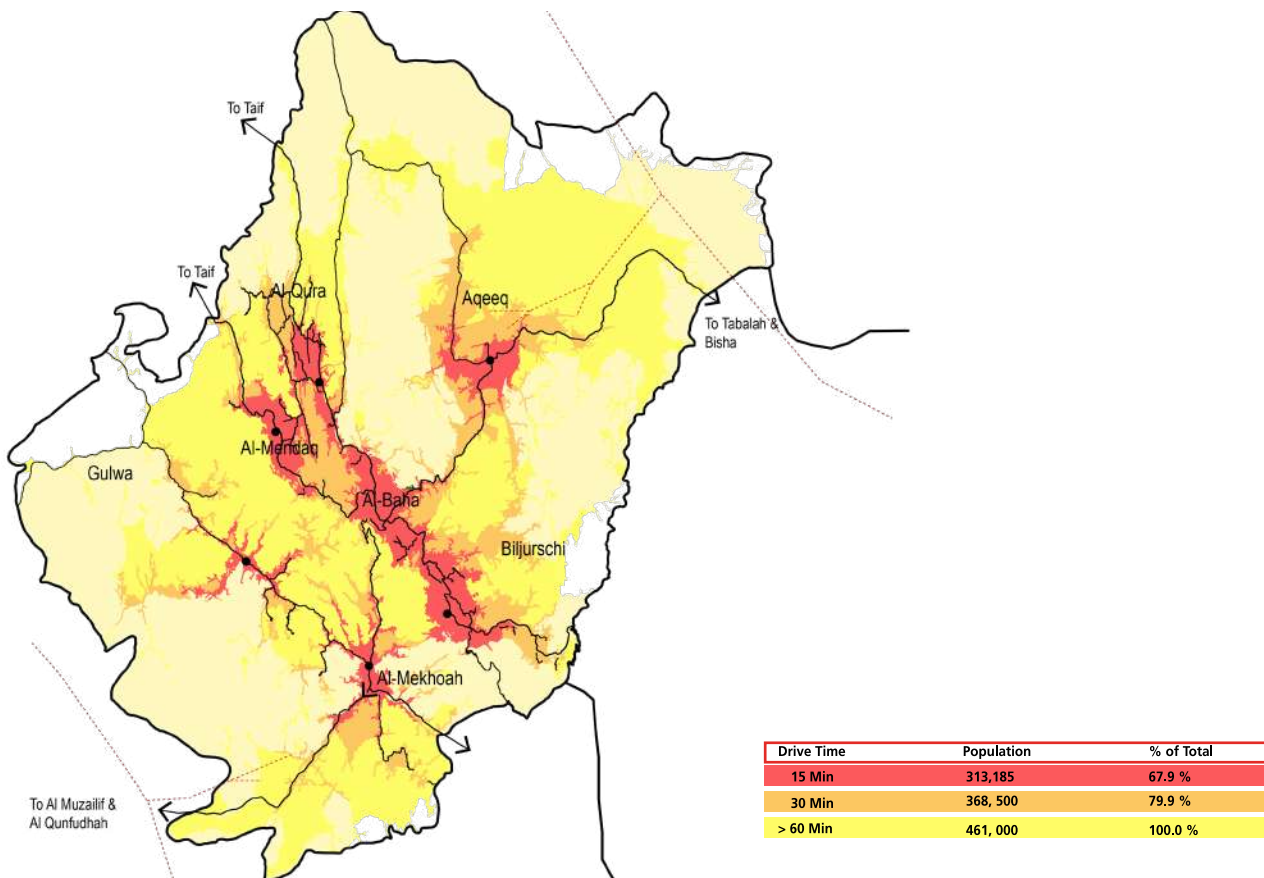 To Taif
To Taif
Al-Qura
Aqeeq
To Tabalah &
Bisha
Al-Mendaq
Gulwa
Al-Baha
Biljurschi
Al-Mekhoah
To Al Muzailif &
Al Qunfudhah
Drive Time Population % of Total
15 Min 313,185 67.9 %
30 Min 368, 500 79.9 %
> 60 Min 461, 000 100.0 %